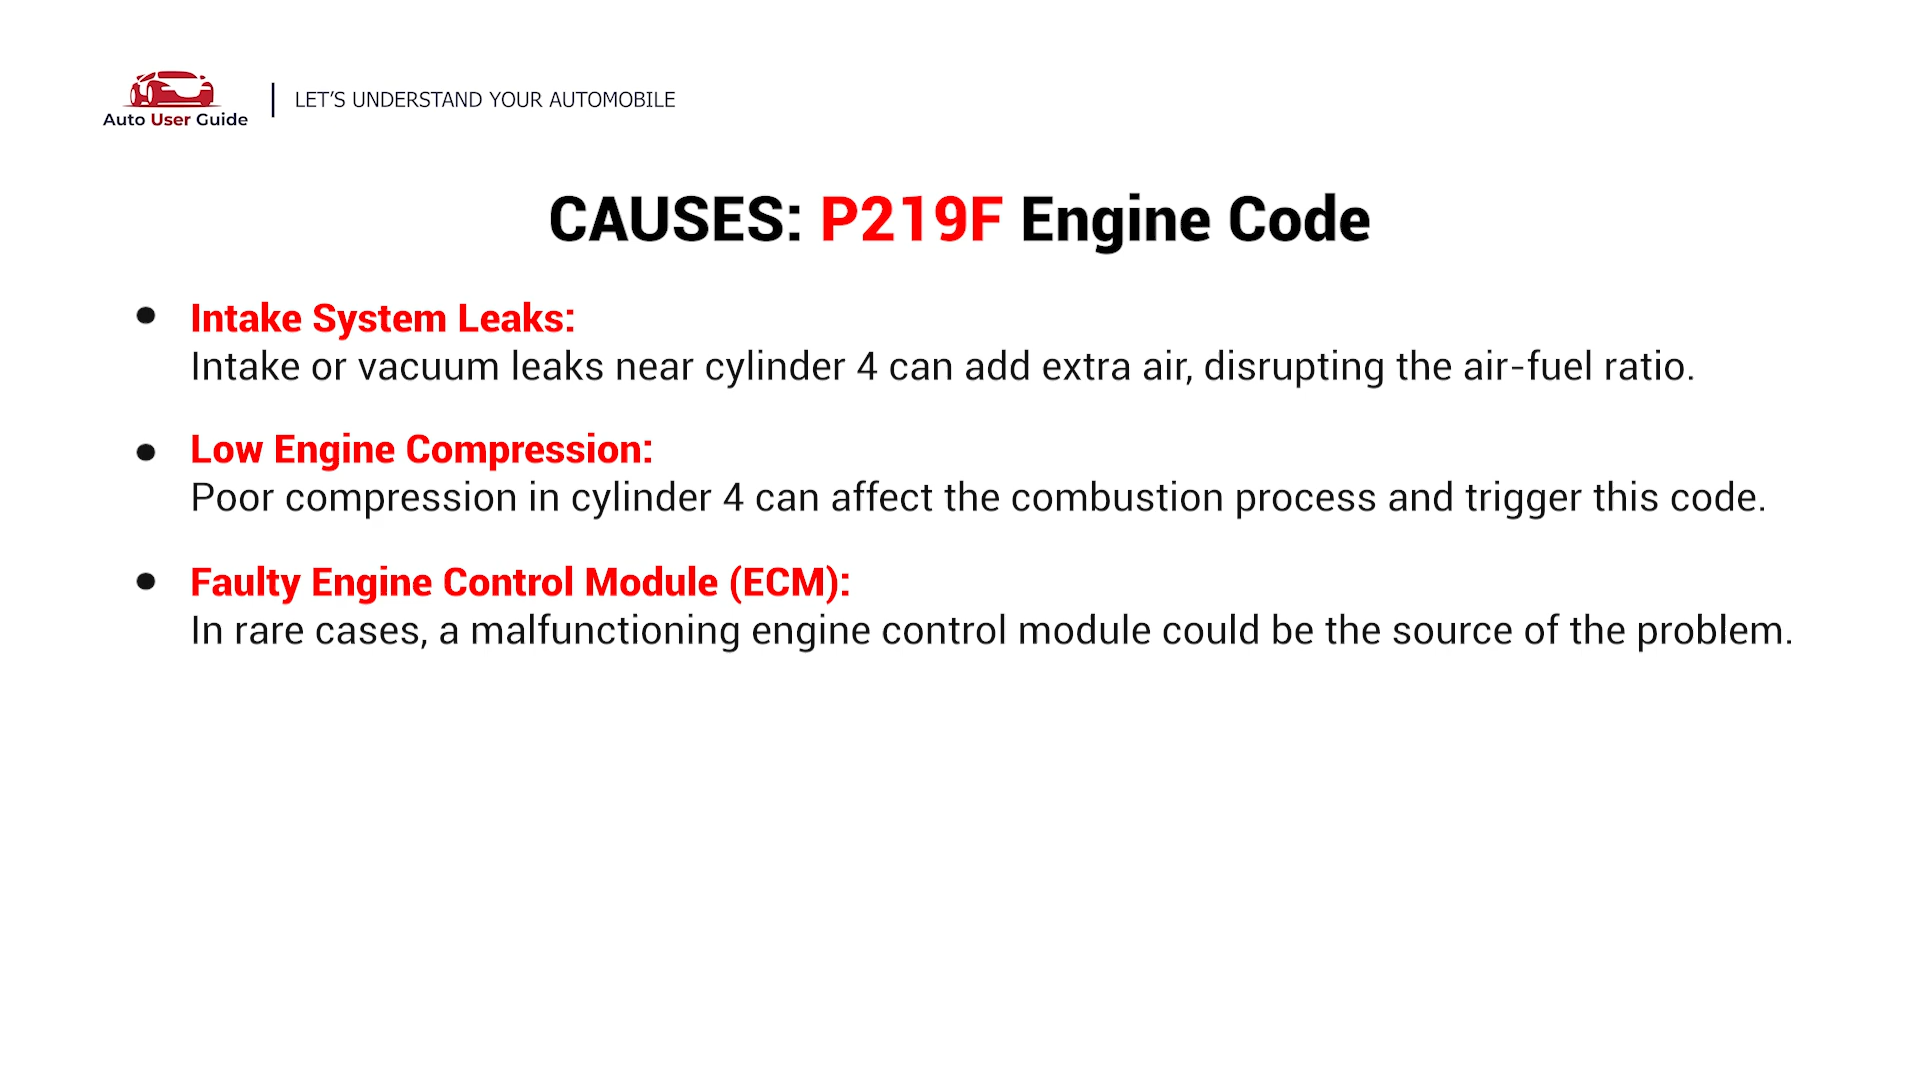 Auto User Guide
LET’S UNDERSTAND YOUR AUTOMOBILE
CAUSES: P219F Engine Code
Intake System Leaks:
Intake or vacuum leaks near cylinder 4 can add extra air, disrupting the air-fuel ratio.
Low Engine Compression:
Poor compression in cylinder 4 can affect the combustion process and trigger this code.
Faulty Engine Control Module (ECM):
In rare cases, a malfunctioning engine control module could be the source of the problem.